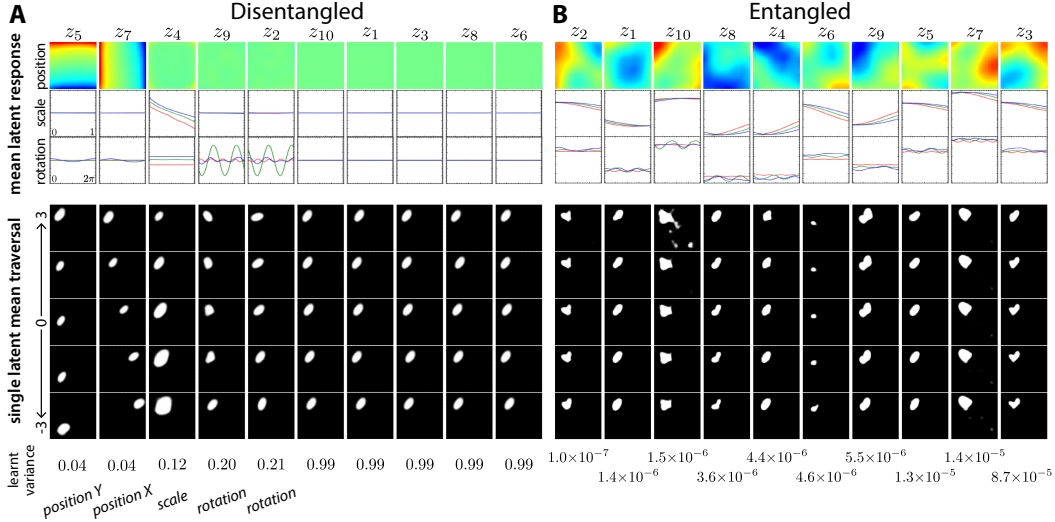 A Disentangled
z5 z7 z4 z9 z2 z10 z1 z3 z8 z6
mean latent response
position
scale
0 1
rotation
0 2π
single latent mean traversal
-3 0 3
learnt variance
0.04 0.04 0.12 0.20 0.21 0.99 0.99 0.99 0.99 0.99
position Y position X scale rotation rotation
B Entangled
z2 z1 z10 z8 z4 z6 z9 z5 z7 z3
1.0×10⁻⁷ 1.5×10⁻⁶ 4.4×10⁻⁶ 5.5×10⁻⁶ 1.4×10⁻⁵
1.4×10⁻⁶ 3.6×10⁻⁶ 4.6×10⁻⁶ 1.3×10⁻⁵ 8.7×10⁻⁵